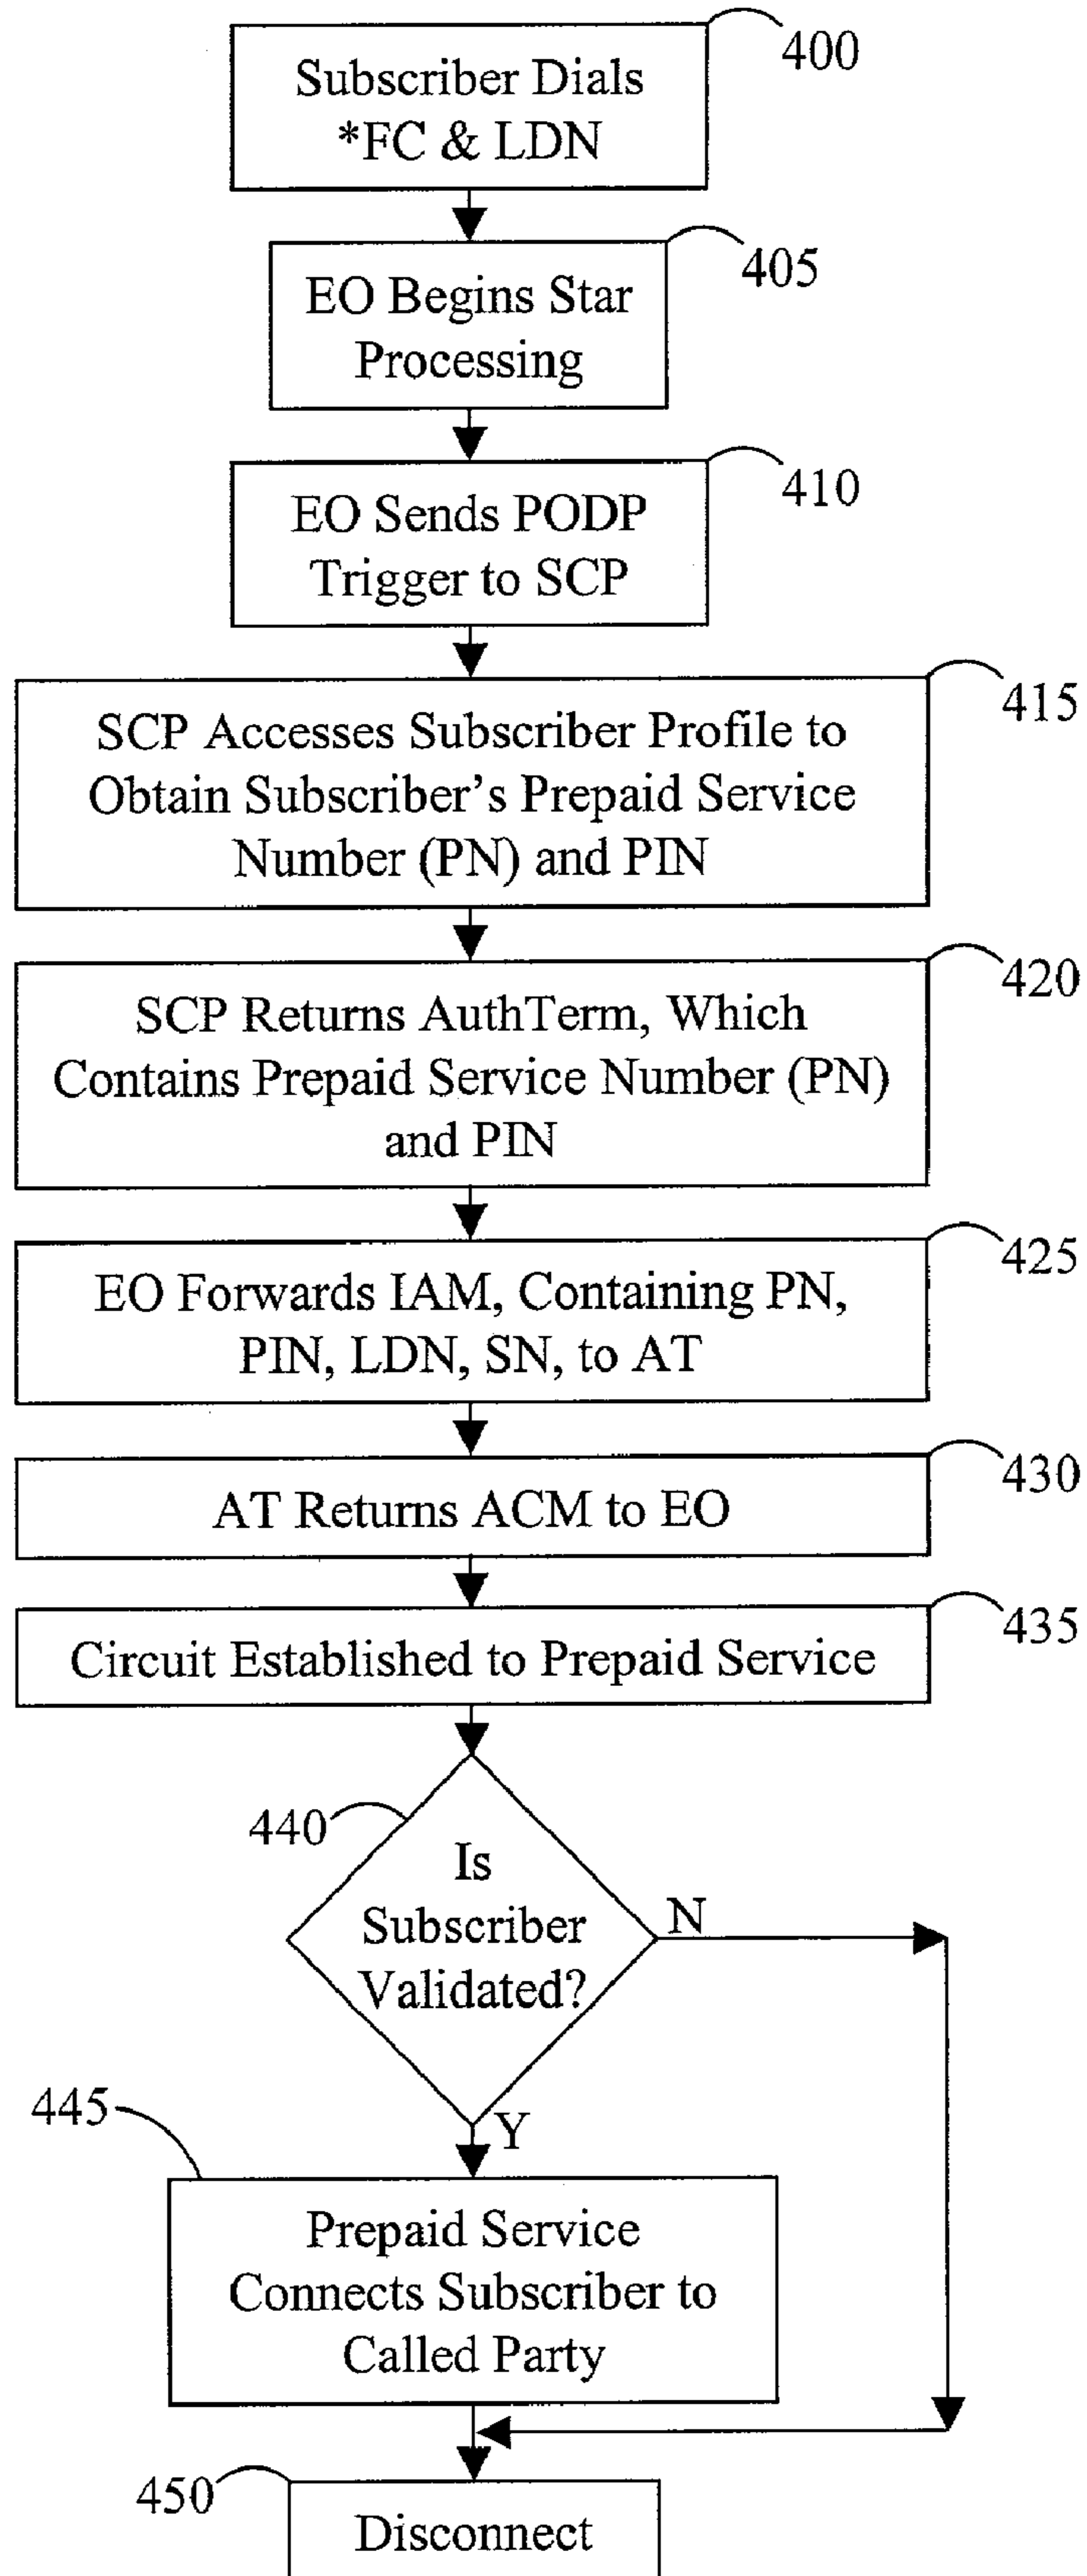 400
Subscriber Dials
*FC & LDN
405
EO Begins Star
Processing
410
EO Sends PODP
Trigger to SCP
415
SCP Accesses Subscriber Profile to
Obtain Subscriber's Prepaid Service
Number (PN) and PIN
420
SCP Returns AuthTerm, Which
Contains Prepaid Service Number (PN)
and PIN
425
EO Forwards IAM, Containing PN,
PIN, LDN, SN, to AT
430
AT Returns ACM to EO
435
Circuit Established to Prepaid Service
440
Is
Subscriber
Validated?
N
Y
445
Prepaid Service
Connects Subscriber to
Called Party
450
Disconnect